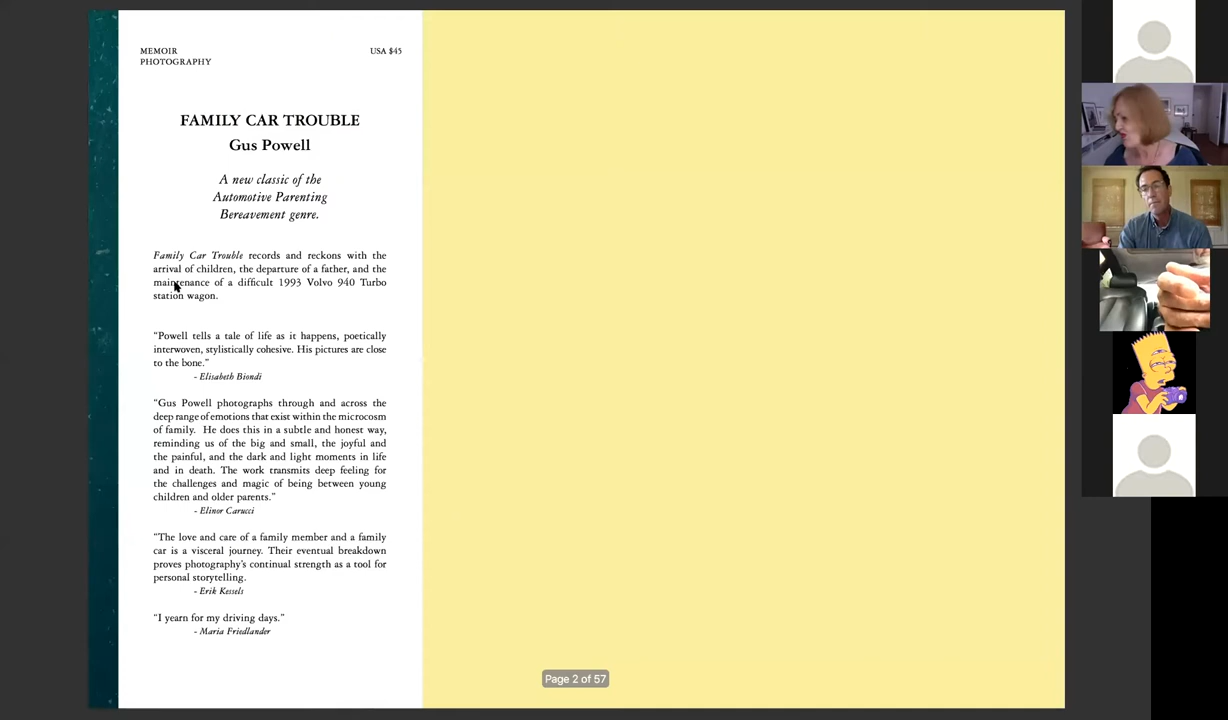 MEMOIR
PHOTOGRAPHY
USA $45
FAMILY CAR TROUBLE
Gus Powell
A new classic of the
Automotive Parenting
Bereavement genre.
Family Car Trouble records and reckons with the
arrival of children, the departure of a father, and the
maintenance of a difficult 1993 Volvo 940 Turbo
station wagon.
“Powell tells a tale of life as it happens, poetically
interwoven, stylistically cohesive. His pictures are close
to the bone.”
- Elisabeth Biondi
“Gus Powell photographs through and across the
deep range of emotions that exist within the microcosm
of family. He does this in a subtle and honest way,
reminding us of the big and small, the joyful and
the painful, and the dark and light moments in life
and in death. The work transmits deep feeling for
the challenges and magic of being between young
children and older parents.”
- Elinor Carucci
“The love and care of a family member and a family
car is a visceral journey. Their eventual breakdown
proves photography’s continual strength as a tool for
personal storytelling.
- Erik Kessels
“I yearn for my driving days.”
- Maria Friedlander
Page 2 of 57